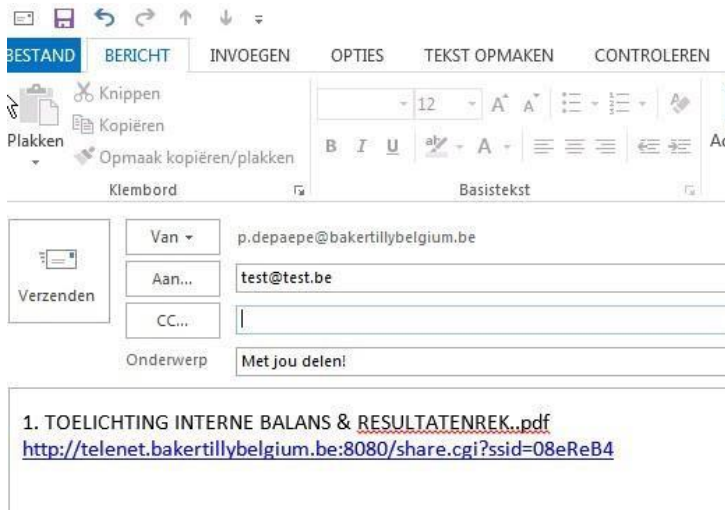 BESTAND BERICHT INVOEGEN OPTIES TEKST OPMAKEN CONTROLEREN
Knippen
Kopiëren
Plakken
Opmaak kopiëren/plakken
12
B I U
Klembord
Basistekst
Van
p.depaepe@bakertillybelgium.be
Verzenden
Aan...
test@test.be
CC...
Onderwerp
Met jou delen!
1. TOELICHTING INTERNE BALANS & RESULTATENREK..pdf
http://telenet.bakertillybelgium.be:8080/share.cgi?ssid=08eReB4